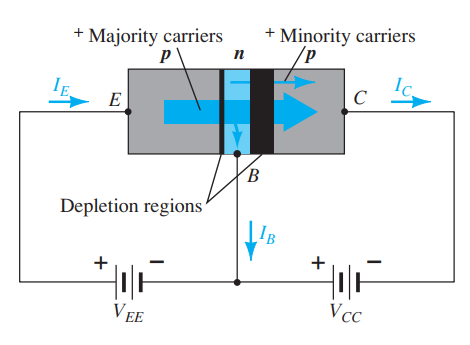 + Majority carriers + Minority carriers
p n p
I_E E C I_C
B
Depletion regions
I_B
+ − + −
V_EE V_CC